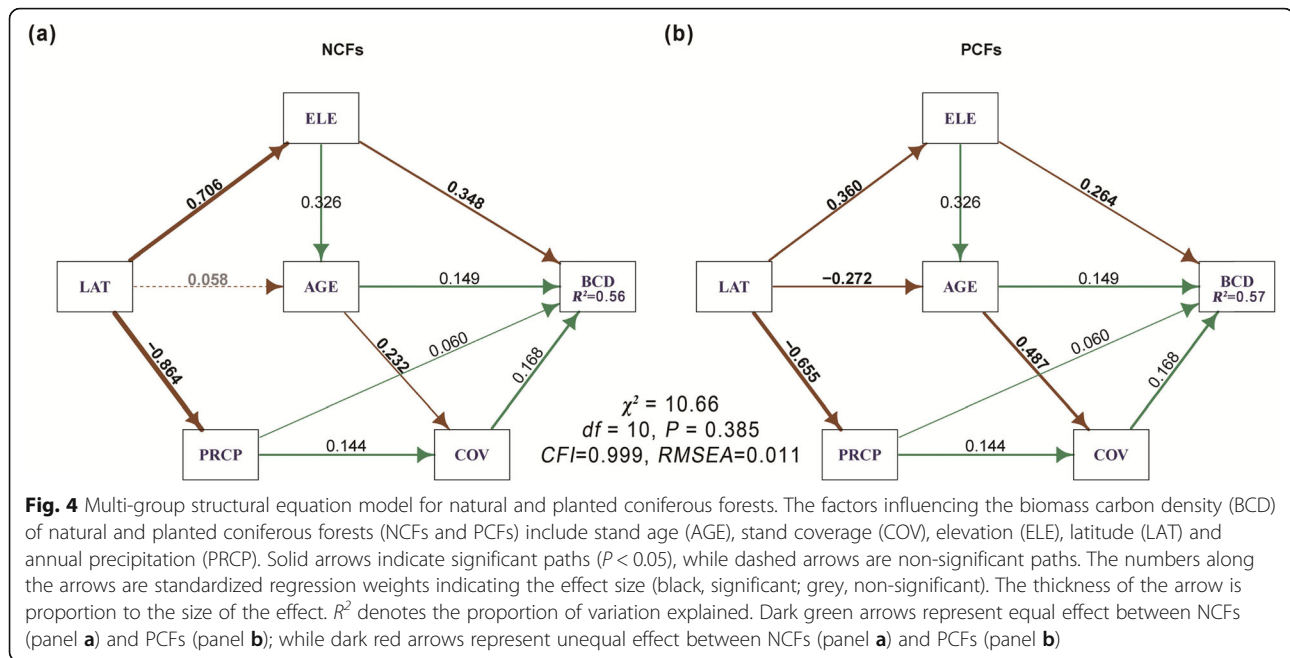 (a)
NCFs
ELE
0.706
0.348
0.326
LAT
0.058
AGE
0.149
BCD
R²=0.56
−0.864
0.232
0.060
0.168
PRCP
0.144
COV
χ² = 10.66
df = 10, P = 0.385
CFI=0.999, RMSEA=0.011
(b)
PCFs
ELE
0.360
0.264
0.326
LAT
−0.272
AGE
0.149
BCD
R²=0.57
−0.655
0.487
0.060
0.168
PRCP
0.144
COV
Fig. 4 Multi-group structural equation model for natural and planted coniferous forests. The factors influencing the biomass carbon density (BCD)
of natural and planted coniferous forests (NCFs and PCFs) include stand age (AGE), stand coverage (COV), elevation (ELE), latitude (LAT) and
annual precipitation (PRCP). Solid arrows indicate significant paths (P < 0.05), while dashed arrows are non-significant paths. The numbers along
the arrows are standardized regression weights indicating the effect size (black, significant; grey, non-significant). The thickness of the arrow is
proportion to the size of the effect. R² denotes the proportion of variation explained. Dark green arrows represent equal effect between NCFs
(panel a) and PCFs (panel b); while dark red arrows represent unequal effect between NCFs (panel a) and PCFs (panel b)